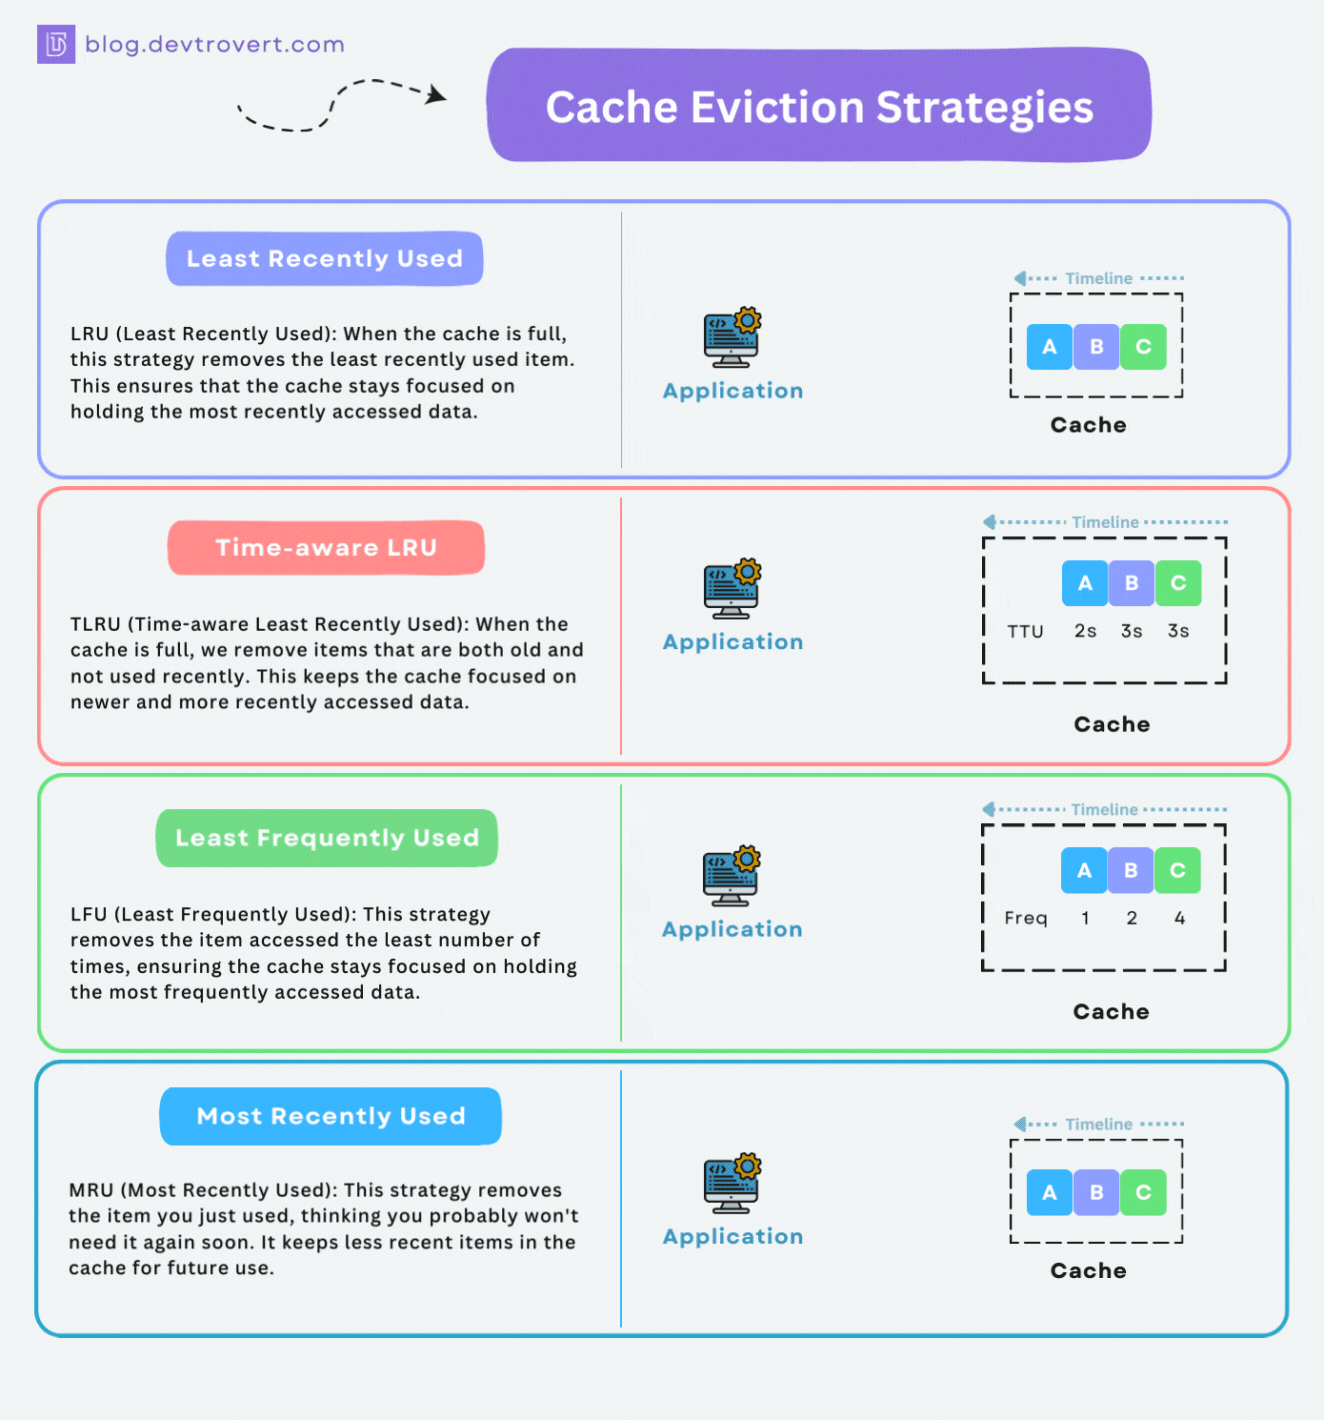 blog.devtrovert.com
Cache Eviction Strategies
Least Recently Used
LRU (Least Recently Used): When the cache is full,
this strategy removes the least recently used item.
This ensures that the cache stays focused on
holding the most recently accessed data.
</>
Application
Timeline
A B C
Cache
Time-aware LRU
TLRU (Time-aware Least Recently Used): When the
cache is full, we remove items that are both old and
not used recently. This keeps the cache focused on
newer and more recently accessed data.
</>
Application
Timeline
A B C
TTU 2s 3s 3s
Cache
Least Frequently Used
LFU (Least Frequently Used): This strategy
removes the item accessed the least number of
times, ensuring the cache stays focused on holding
the most frequently accessed data.
</>
Application
Timeline
A B C
Freq 1 2 4
Cache
Most Recently Used
MRU (Most Recently Used): This strategy removes
the item you just used, thinking you probably won't
need it again soon. It keeps less recent items in the
cache for future use.
</>
Application
Timeline
A B C
Cache